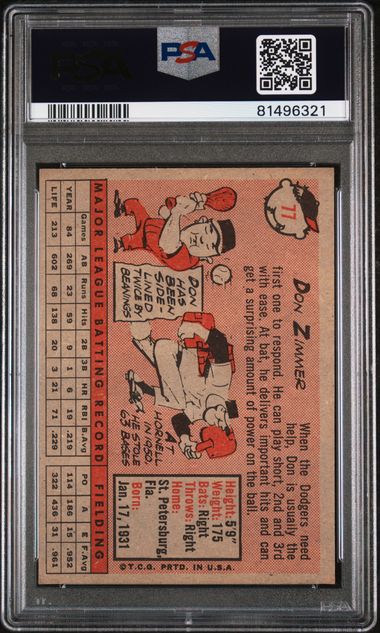 PSA
PSA
81496321
77
DON ZIMMER
When the Dodgers need
help, Don is usually the
first one to respond. He can play short, 2nd and 3rd
with ease. At bat, he delivers important hits and can
get a surprising amount of power on the ball.
DON
HAS
BEEN
SIDE-
LINED
TWICE BY
BEANINGS
AT
HORNELL
IN 1950,
HE STOLE
63 BASES
Height: 5'9"
Weight: 175
Bats: Right
Throws: Right
Home:
St. Petersburg,
Fla.
Born:
Jan. 17, 1931
MAJOR LEAGUE BATTING RECORD FIELDING
Games AB Runs Hits 2B 3B HR RBI B.Avg PO A E F.Avg
YEAR 84 269 23 59 9 1 6 19 .219 114 186 15 .952
LIFE 213 602 68 138 20 3 21 71 .229 322 438 31 .961
© T.C.G. PRTD. IN U.S.A.